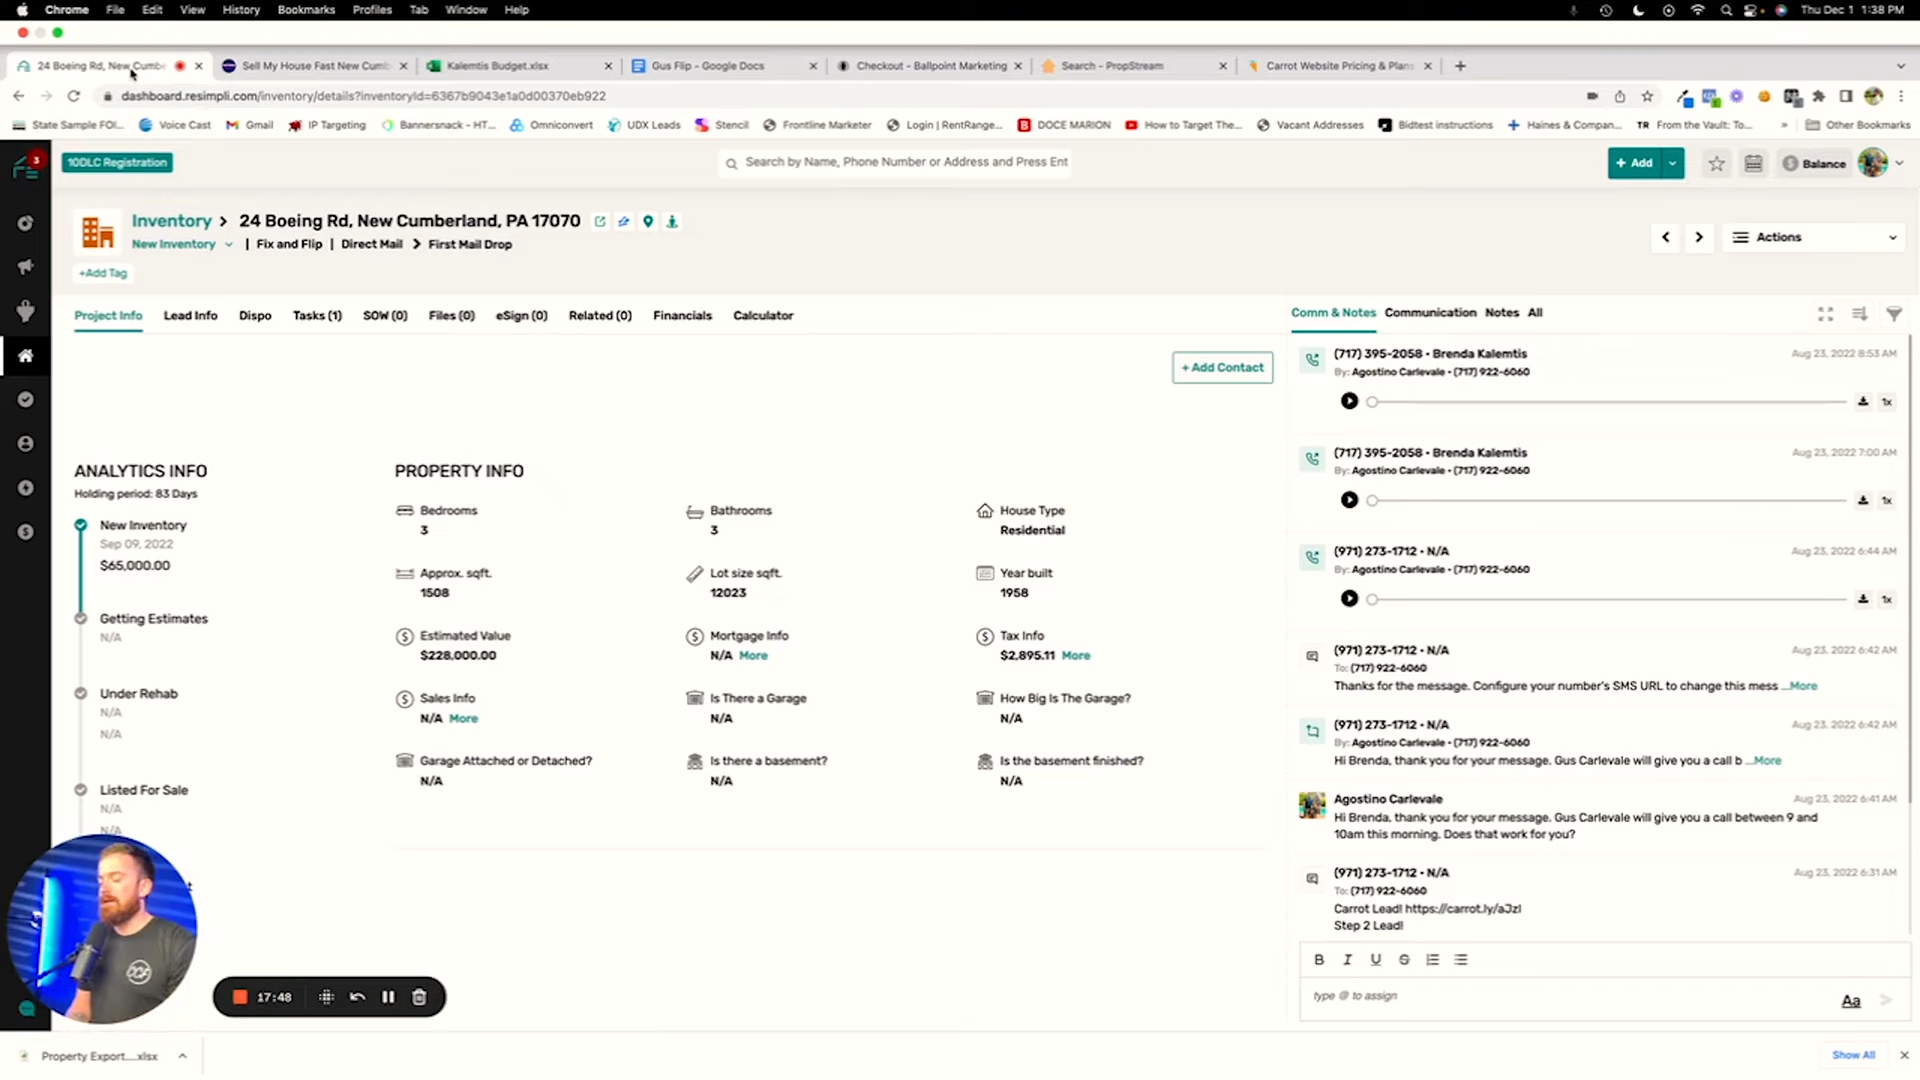 Chrome File Edit View History Bookmarks Profiles Tab Window Help Thu Dec 1 1:38 PM
24 Boeing Rd, New Cumbe Sell My House Fast New Cumb Kalemtis Budget.xlsx Gus Flip - Google Docs Checkout - Ballpoint Marketing Search - PropStream Carrot Website Pricing & Plans
dashboard.resimpli.com/inventory/details?inventoryId=6367b9043e1a0d00370eb922
State Sample FOI... Voice Cast Gmail IP Targeting Bannersnack - HT... Omniconvert UDX Leads Stencil Frontline Marketer Login | RentRange... DOCE MARION How to Target The... Vacant Addresses Bidtest instructions Haines & Compan... TR From the Vault: To... » Other Bookmarks
3 10DLC Registration Search by Name, Phone Number or Address and Press Ent + Add Balance
Inventory > 24 Boeing Rd, New Cumberland, PA 17070
New Inventory | Fix and Flip | Direct Mail > First Mail Drop
Actions
+Add Tag
Project Info Lead Info Dispo Tasks (1) SOW (0) Files (0) eSign (0) Related (0) Financials Calculator
+ Add Contact
ANALYTICS INFO
Holding period: 83 Days
New Inventory
Sep 09, 2022
$65,000.00
Getting Estimates
N/A
Under Rehab
N/A
N/A
Listed For Sale
N/A
N/A
PROPERTY INFO
Bedrooms
3
Bathrooms
3
House Type
Residential
Approx. sqft.
1508
Lot size sqft.
12023
Year built
1958
Estimated Value
$228,000.00
Mortgage Info
N/A More
Tax Info
$2,895.11 More
Sales Info
N/A More
Is There a Garage
N/A
How Big Is The Garage?
N/A
Garage Attached or Detached?
N/A
Is there a basement?
N/A
Is the basement finished?
N/A
Comm & Notes Communication Notes All
(717) 395-2058 • Brenda Kalemtis Aug 23, 2022 8:53 AM
By: Agostino Carlevale • (717) 922-6060
1x
(717) 395-2058 • Brenda Kalemtis Aug 23, 2022 7:00 AM
By: Agostino Carlevale • (717) 922-6060
1x
(971) 273-1712 • N/A Aug 23, 2022 6:44 AM
By: Agostino Carlevale • (717) 922-6060
1x
(971) 273-1712 • N/A Aug 23, 2022 6:42 AM
To: (717) 922-6060
Thanks for the message. Configure your number's SMS URL to change this mess ...More
(971) 273-1712 • N/A Aug 23, 2022 6:42 AM
By: Agostino Carlevale • (717) 922-6060
Hi Brenda, thank you for your message. Gus Carlevale will give you a call b ...More
Agostino Carlevale Aug 23, 2022 6:41 AM
Hi Brenda, thank you for your message. Gus Carlevale will give you a call between 9 and
10am this morning. Does that work for you?
(971) 273-1712 • N/A Aug 23, 2022 6:31 AM
To: (717) 922-6060
Carrot Lead! https://carrot.ly/aJzl
Step 2 Lead!
B I U S
type @ to assign Aa
17:48
Property Export....xlsx Show All